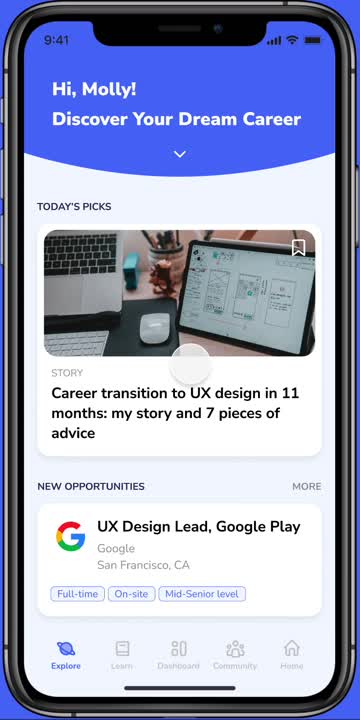 9:41
Hi, Molly!
Discover Your Dream Career
TODAY'S PICKS
STORY
Career transition to UX design in 11
months: my story and 7 pieces of
advice
NEW OPPORTUNITIES MORE
UX Design Lead, Google Play
Google
San Francisco, CA
Full-time On-site Mid-Senior level
Explore Learn Dashboard Community Home